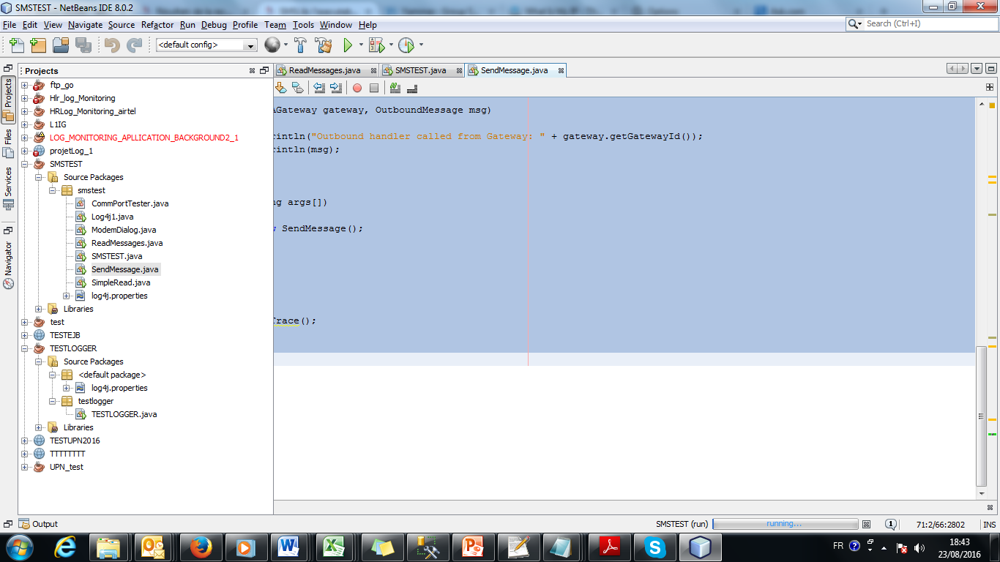 SMSTEST - NetBeans IDE 8.0.2
File Edit View Navigate Source Refactor Run Debug Profile Team Tools Window Help
Search (Ctrl+I)
<default config>
Projects
Files
Services
Navigator
Projects
ftp_go
Hlr_log_Monitoring
HRLog_Monitoring_airtel
L1IG
LOG_MONITORING_APLLICATION_BACKGROUND2_1
projetLog_1
SMSTEST
Source Packages
smstest
CommPortTester.java
Log4j1.java
ModemDialog.java
ReadMessages.java
SMSTEST.java
SendMessage.java
SimpleRead.java
log4j.properties
Libraries
test
TESTEJB
TESTLOGGER
Source Packages
<default package>
log4j.properties
testlogger
TESTLOGGER.java
Libraries
TESTUPN2016
TTTTTTTT
UPN_test
ReadMessages.java SMSTEST.java SendMessage.java
AGateway gateway, OutboundMessage msg)
rintln("Outbound handler called from Gateway: " + gateway.getGatewayId());
rintln(msg);
ng args[])
w SendMessage();
Trace();
Output
SMSTEST (run) running... 1 71:2/66:2802 INS
FR 18:43
23/08/2016